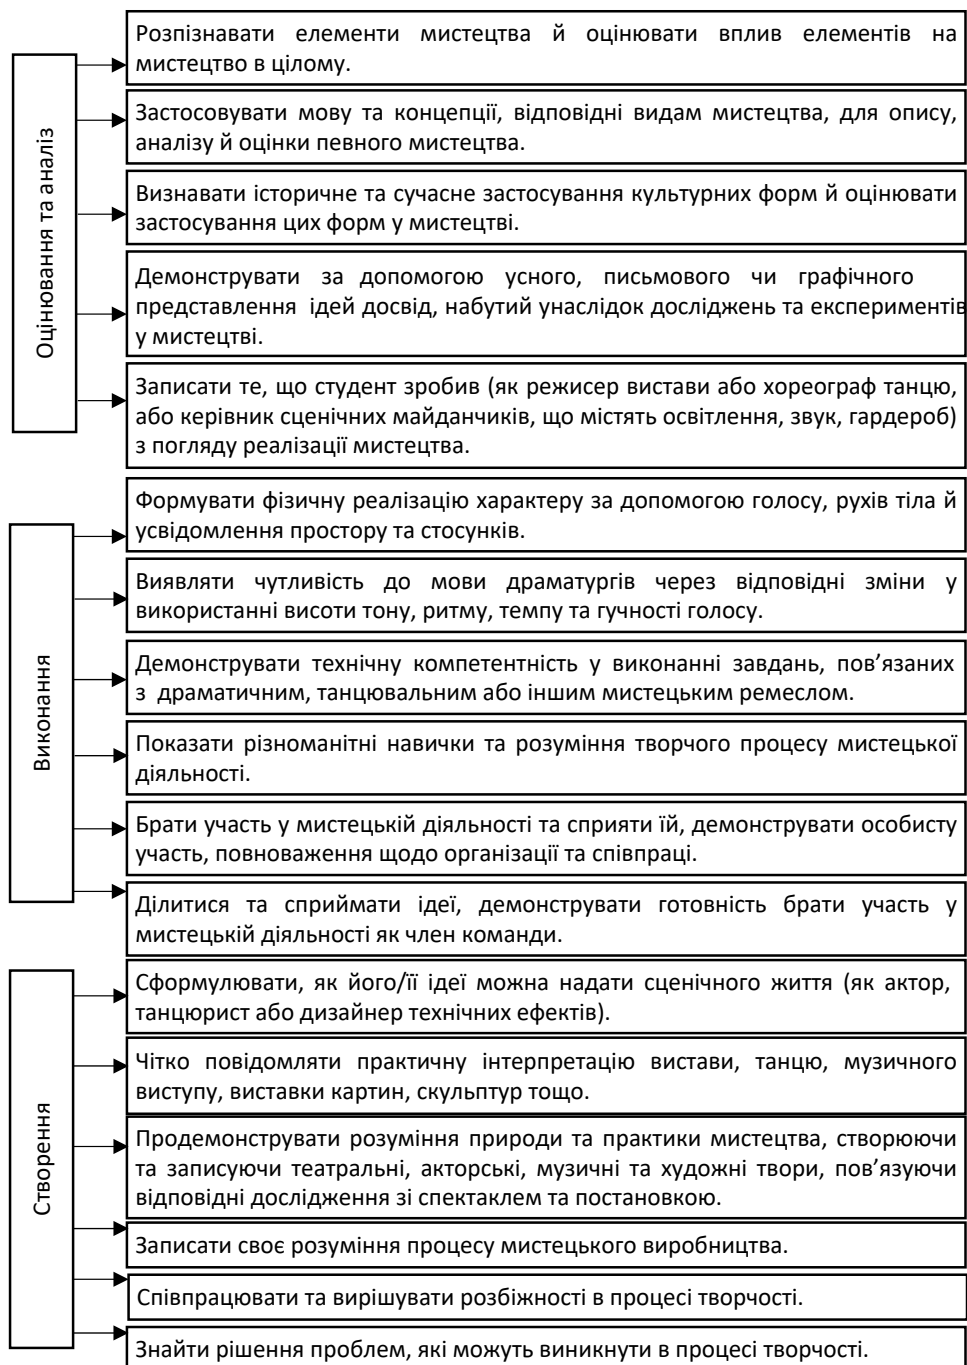 Оцінювання та аналіз
Розпізнавати елементи мистецтва й оцінювати вплив елементів на
мистецтво в цілому.
Застосовувати мову та концепції, відповідні видам мистецтва, для опису,
аналізу й оцінки певного мистецтва.
Визнавати історичне та сучасне застосування культурних форм й оцінювати
застосування цих форм у мистецтві.
Демонструвати за допомогою усного, письмового чи графічного
представлення ідей досвід, набутий унаслідок досліджень та експериментів
у мистецтві.
Записати те, що студент зробив (як режисер вистави або хореограф танцю,
або керівник сценічних майданчиків, що містять освітлення, звук, гардероб)
з погляду реалізації мистецтва.
Виконання
Формувати фізичну реалізацію характеру за допомогою голосу, рухів тіла й
усвідомлення простору та стосунків.
Виявляти чутливість до мови драматургів через відповідні зміни у
використанні висоти тону, ритму, темпу та гучності голосу.
Демонструвати технічну компетентність у виконанні завдань, пов’язаних
з драматичним, танцювальним або іншим мистецьким ремеслом.
Показати різноманітні навички та розуміння творчого процесу мистецької
діяльності.
Брати участь у мистецькій діяльності та сприяти їй, демонструвати особисту
участь, повноваження щодо організації та співпраці.
Ділитися та сприймати ідеї, демонструвати готовність брати участь у
мистецькій діяльності як член команди.
Створення
Сформулювати, як його/її ідеї можна надати сценічного життя (як актор,
танцюрист або дизайнер технічних ефектів).
Чітко повідомляти практичну інтерпретацію вистави, танцю, музичного
виступу, виставки картин, скульптур тощо.
Продемонструвати розуміння природи та практики мистецтва, створюючи
та записуючи театральні, акторські, музичні та художні твори, пов’язуючи
відповідні дослідження зі спектаклем та постановкою.
Записати своє розуміння процесу мистецького виробництва.
Співпрацювати та вирішувати розбіжності в процесі творчості.
Знайти рішення проблем, які можуть виникнути в процесі творчості.